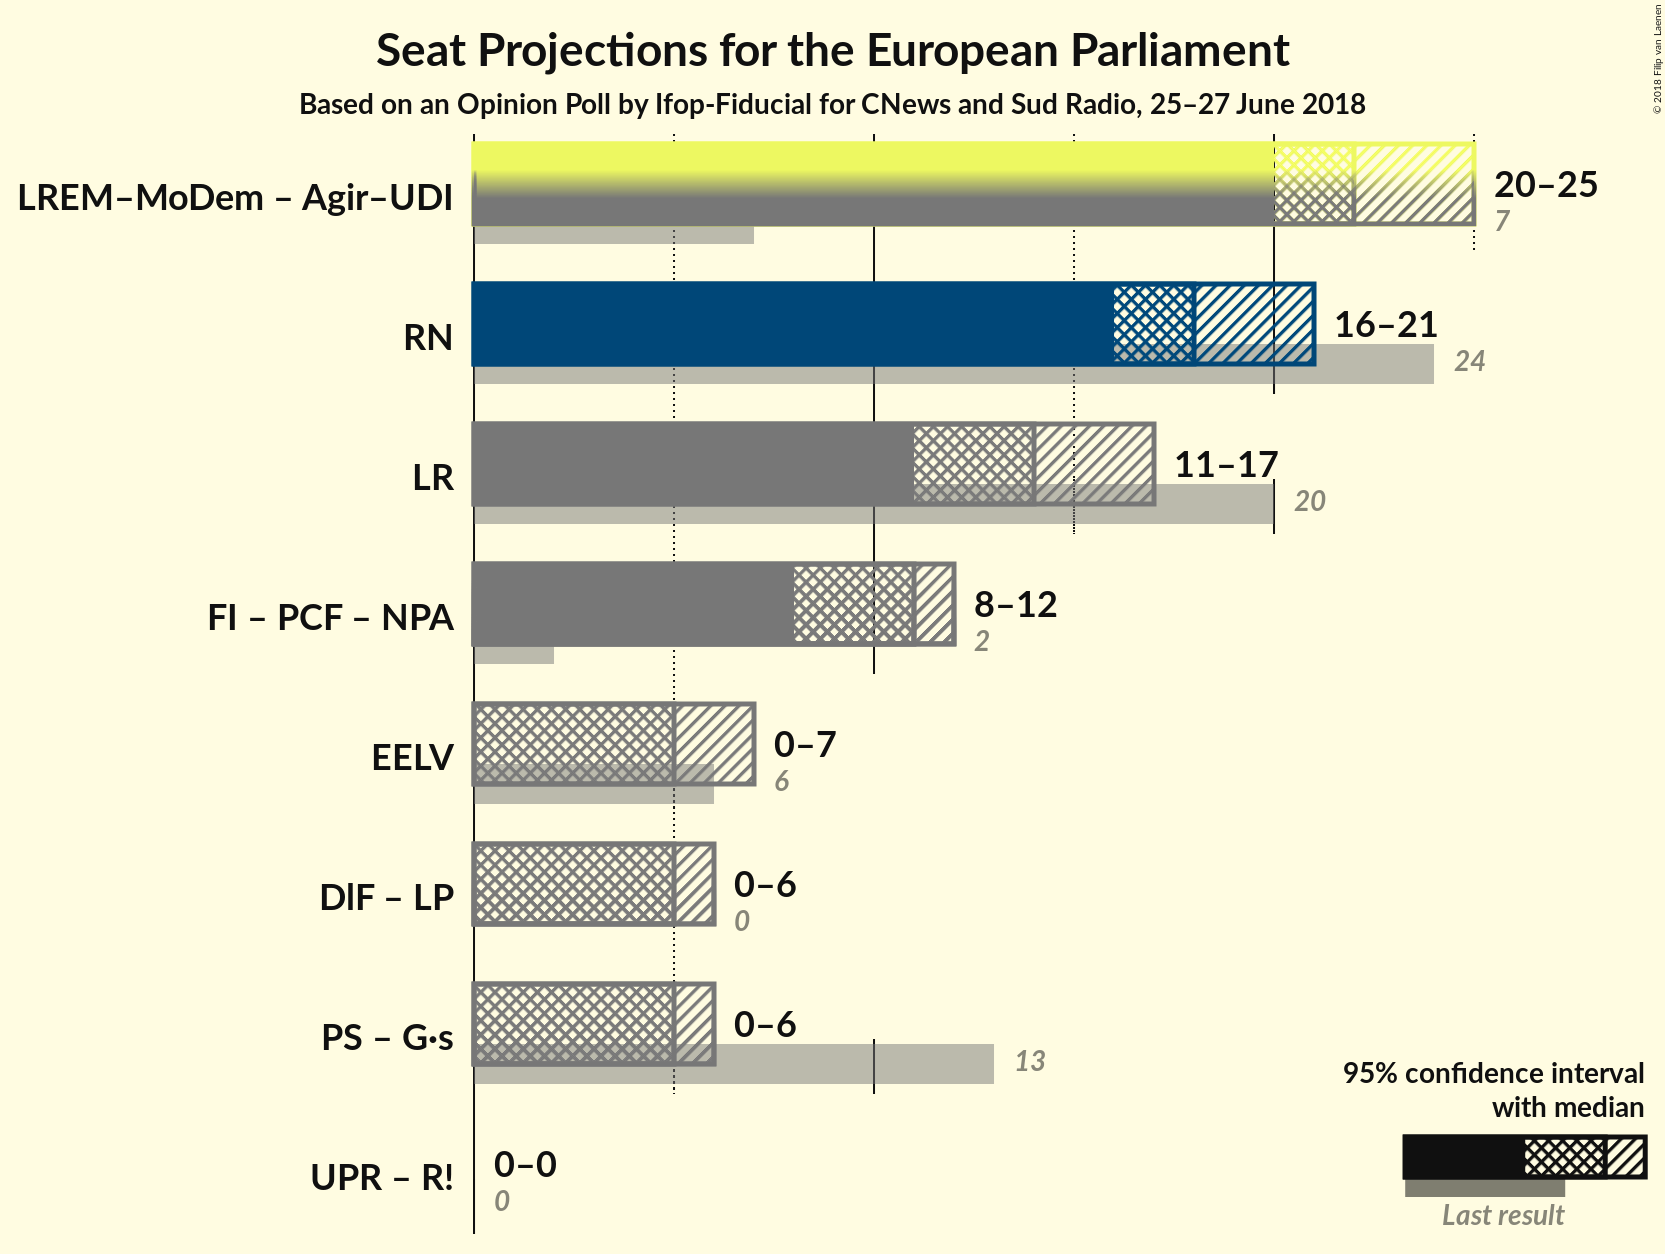 Seat Projections for the European Parliament
Based on an Opinion Poll by Ifop-Fiducial for CNews and Sud Radio, 25–27 June 2018
© 2018 Filip van Laenen
LREM–MoDem – Agir–UDI
20–25
7
RN
16–21
24
LR
11–17
20
FI – PCF – NPA
8–12
2
EELV
0–7
6
DlF – LP
0–6
0
PS – G·s
0–6
13
UPR – R!
0–0
0
95% confidence interval
with median
Last result